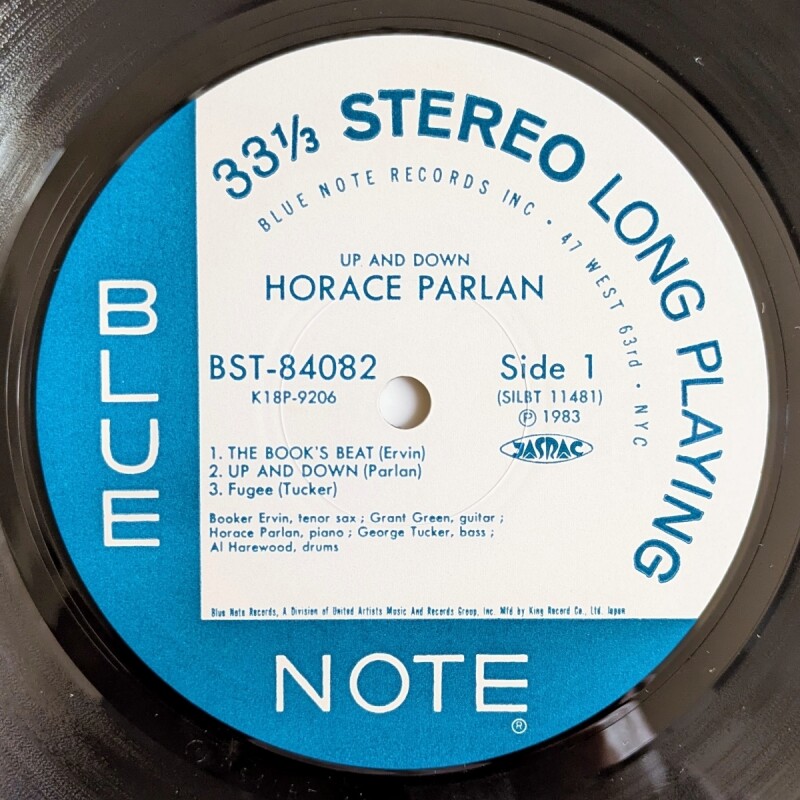 33⅓ STEREO LONG PLAYING
BLUE NOTE RECORDS INC • 47 WEST 63rd • NYC
UP AND DOWN
HORACE PARLAN
BST-84082
K18P-9206
Side 1
(SILBT 11481)
Ⓟ 1983
JASRAC
1. THE BOOK'S BEAT (Ervin)
2. UP AND DOWN (Parlan)
3. Fugee (Tucker)
Booker Ervin, tenor sax ; Grant Green, guitar ;
Horace Parlan, piano ; George Tucker, bass ;
Al Harewood, drums
Blue Note Records, A Division of United Artists Music And Records Group, Inc. Mfd by King Record Co., Ltd. Japan
BLUE
NOTE
®